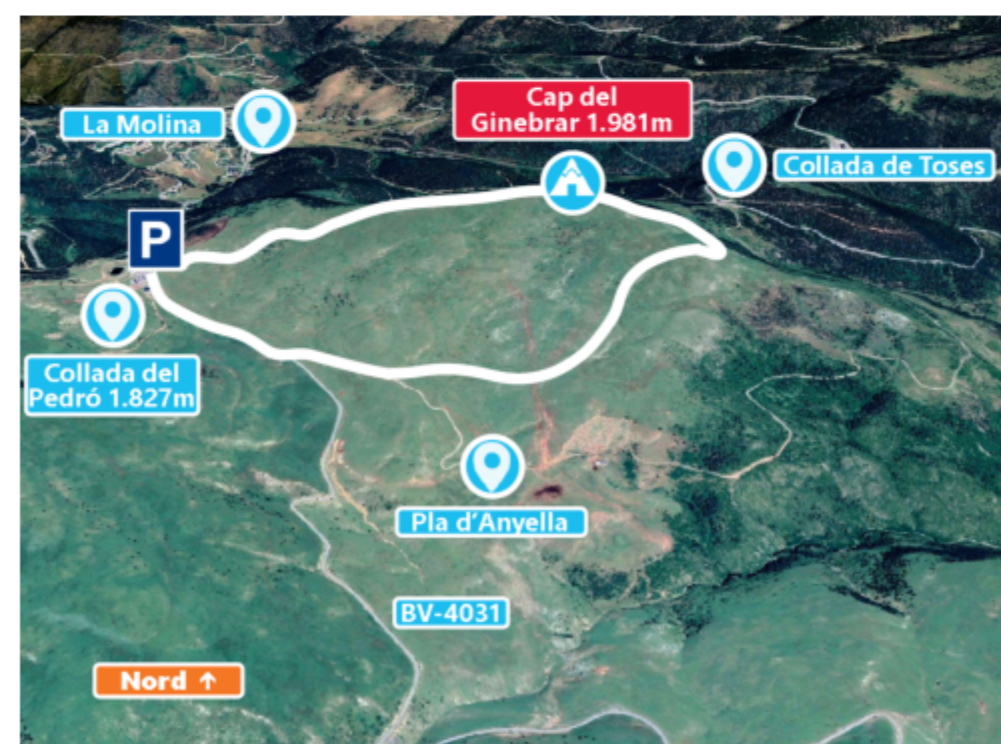 Cap del
Ginebrar 1.981m
La Molina
Collada de Toses
P
Collada del
Pedró 1.827m
Pla d'Anyella
BV-4031
Nord ↑